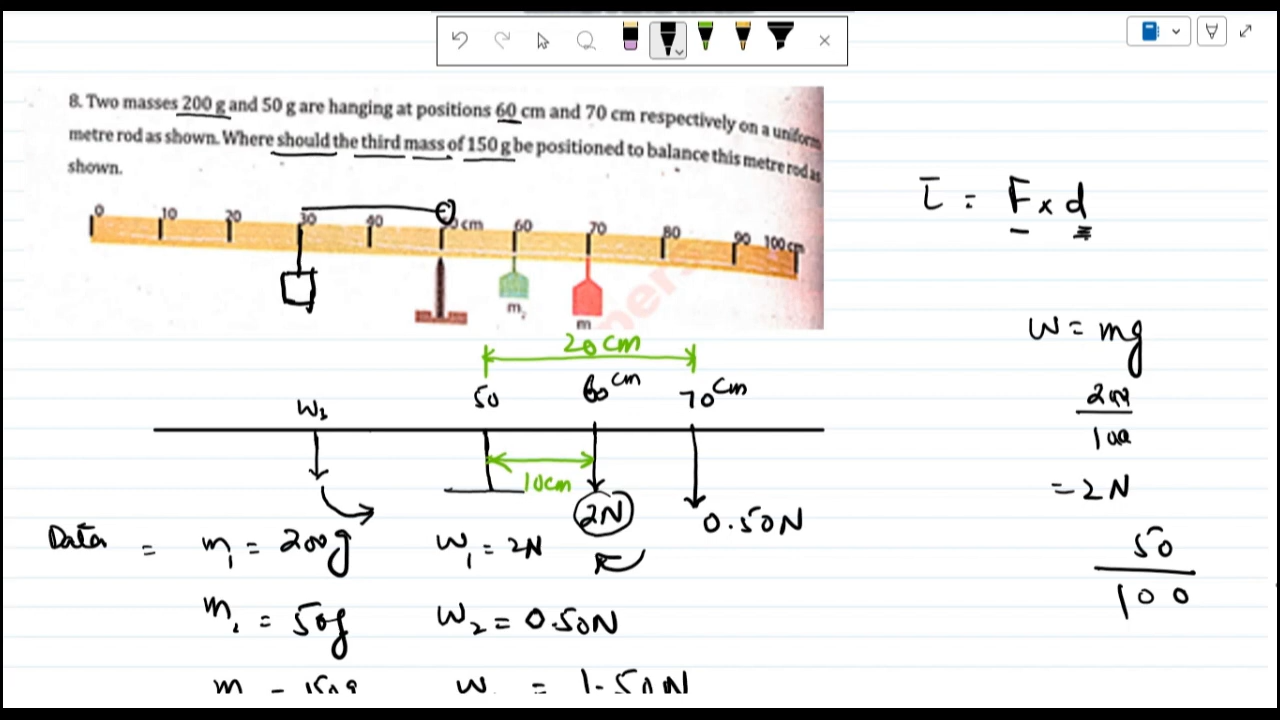 8. Two masses 200 g and 50 g are hanging at positions 60 cm and 70 cm respectively on a uniform
metre rod as shown. Where should the third mass of 150 g be positioned to balance this metre rod as
shown.
0 10 20 30 40 cm 60 70 80 90 100 cm
m
τ = F × d
W = mg
200
100
= 2N
50
100
20 cm
W3 50 60 cm 70 cm
10cm
2N 0.50N
Data = m1 = 200g W1 = 2N
m2 = 50g W2 = 0.50N
m = 150g W = 1.50N